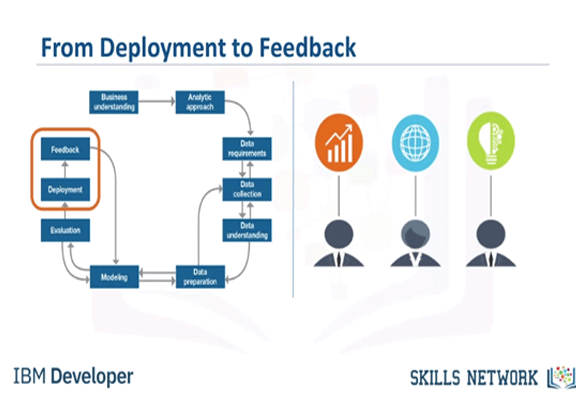 From Deployment to Feedback
Business
understanding
Analytic
approach
Feedback
Data
requirements
Deployment
Data
collection
Evaluation
Data
understanding
Modeling
Data
preparation
IBM Developer
SKILLS NETWORK